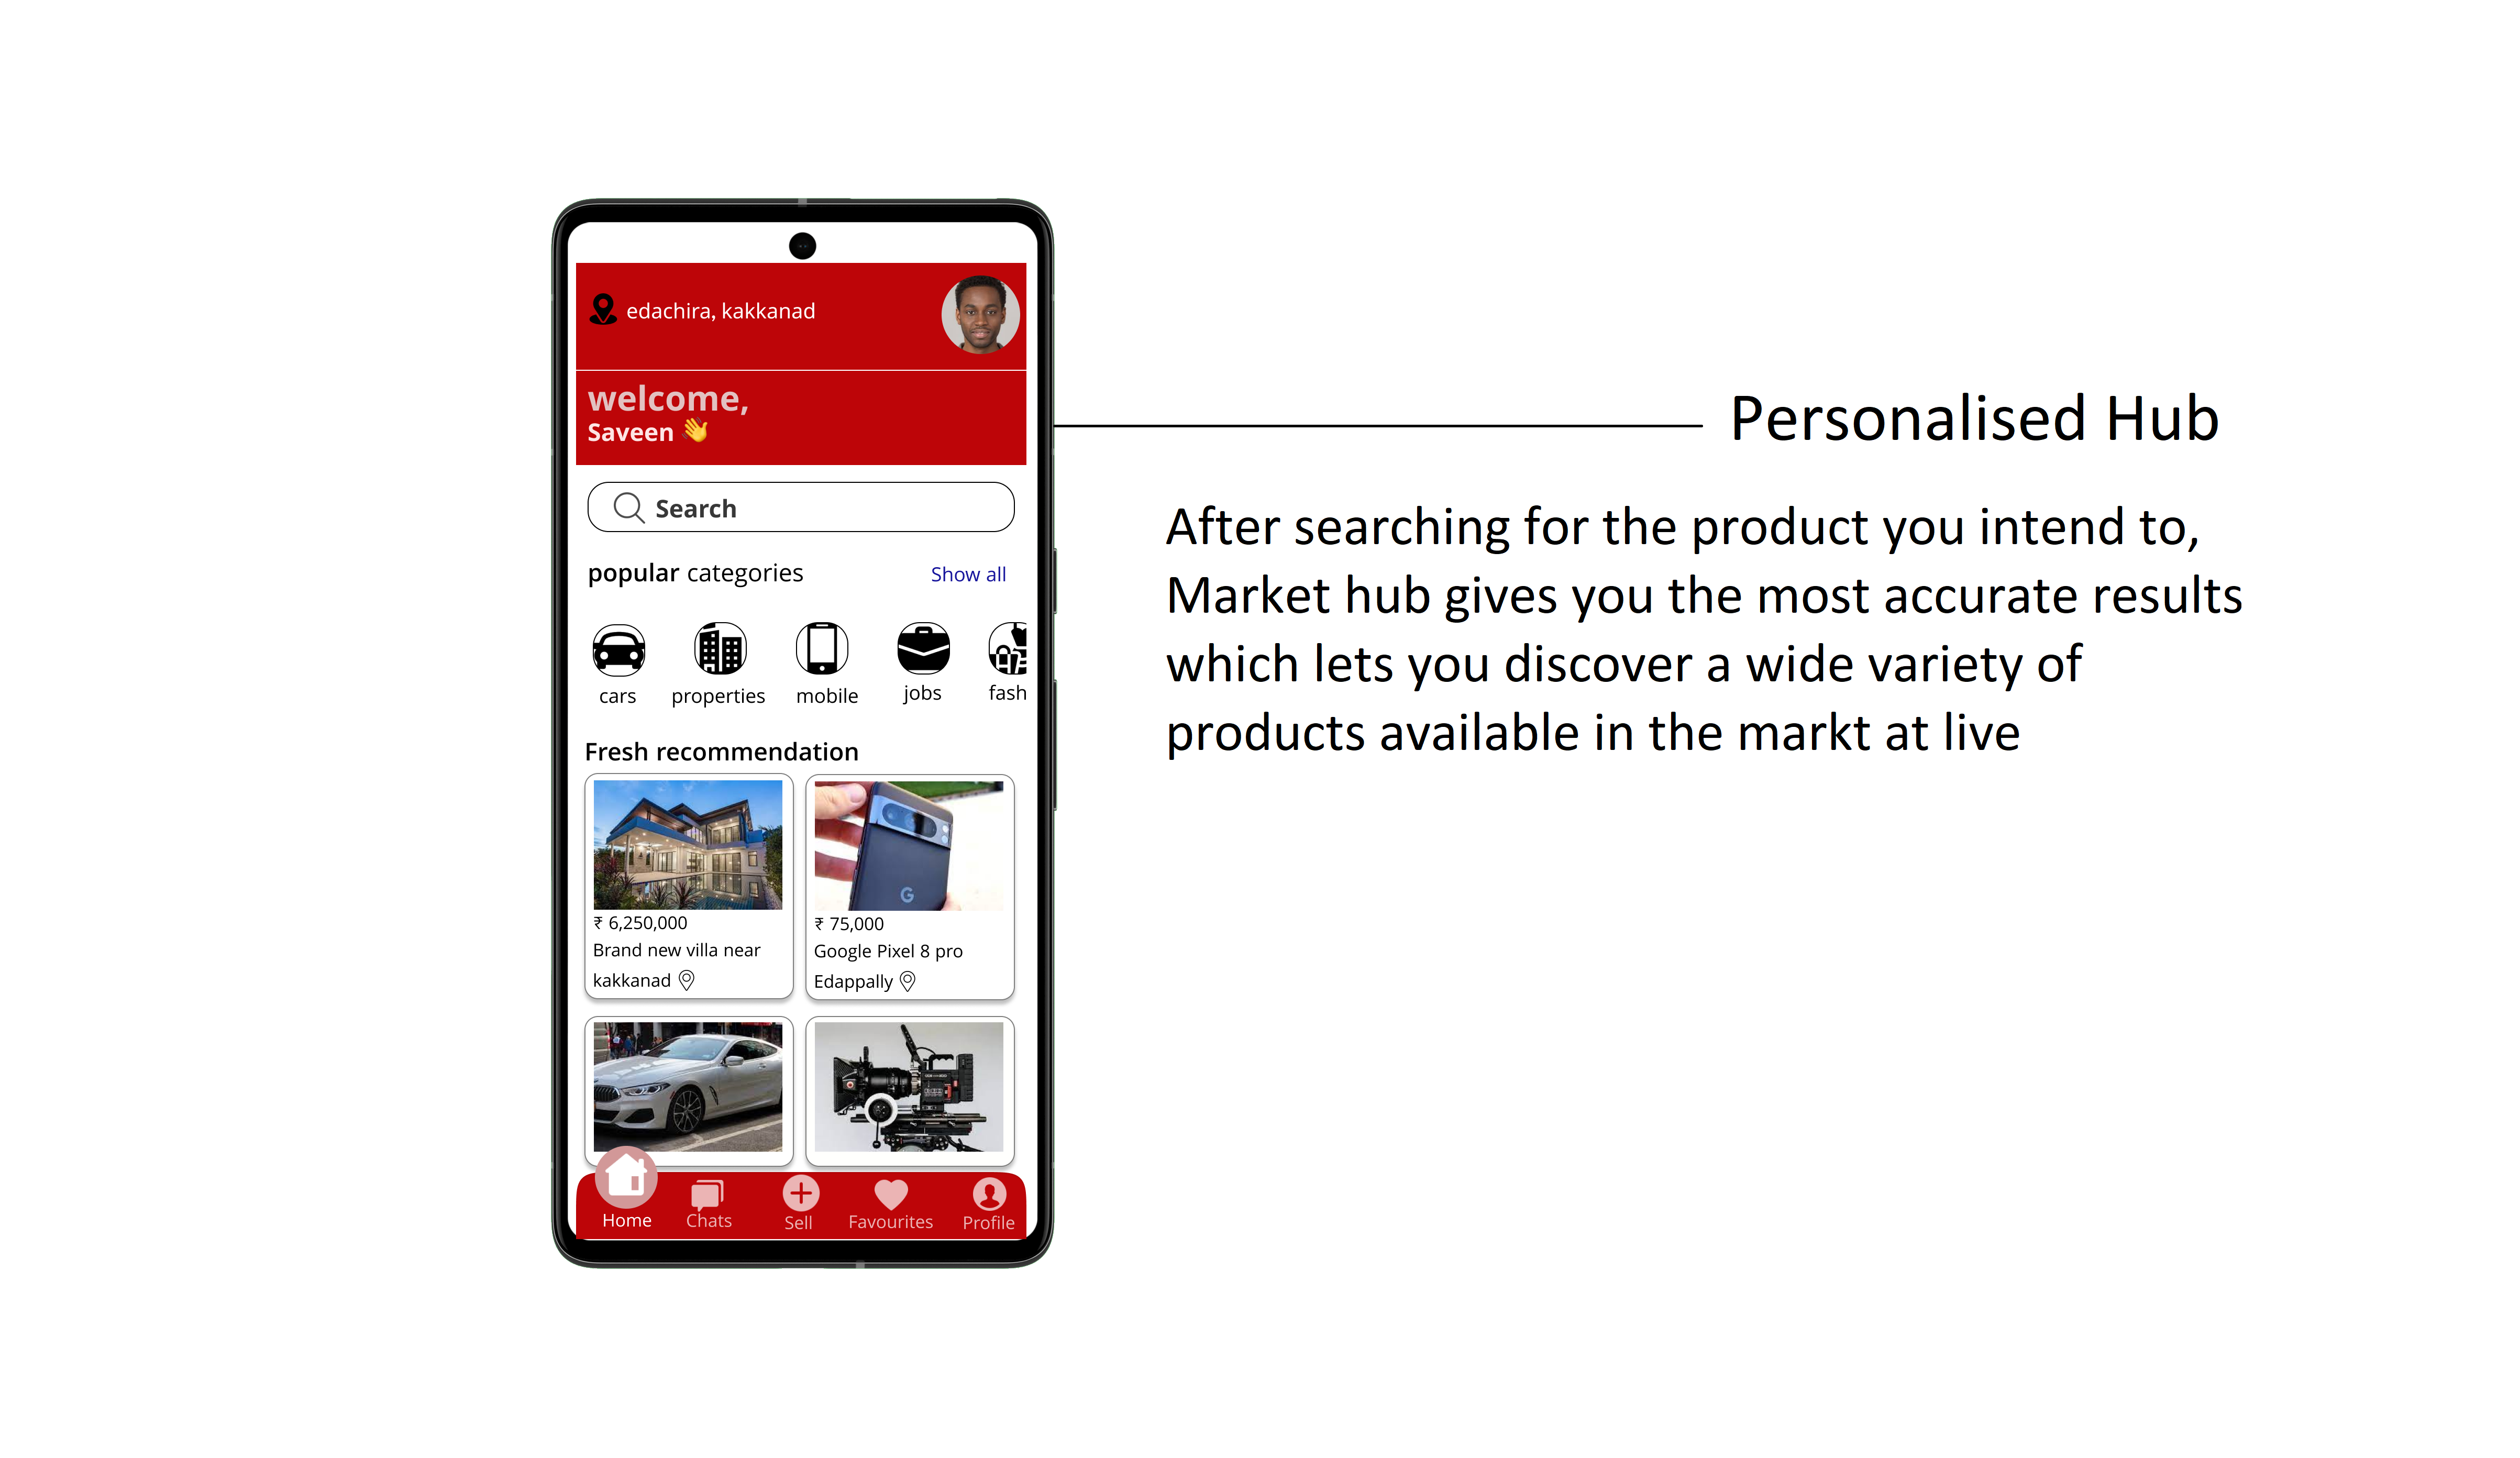 edachira, kakkanad
welcome,
Saveen 👋
Search
popular categories
Show all
cars
properties
mobile
jobs
fash
Fresh recommendation
₹ 6,250,000
Brand new villa near
kakkanad
₹ 75,000
Google Pixel 8 pro
Edappally
Home
Chats
Sell
Favourites
Profile
Personalised Hub
After searching for the product you intend to,
Market hub gives you the most accurate results
which lets you discover a wide variety of
products available in the markt at live